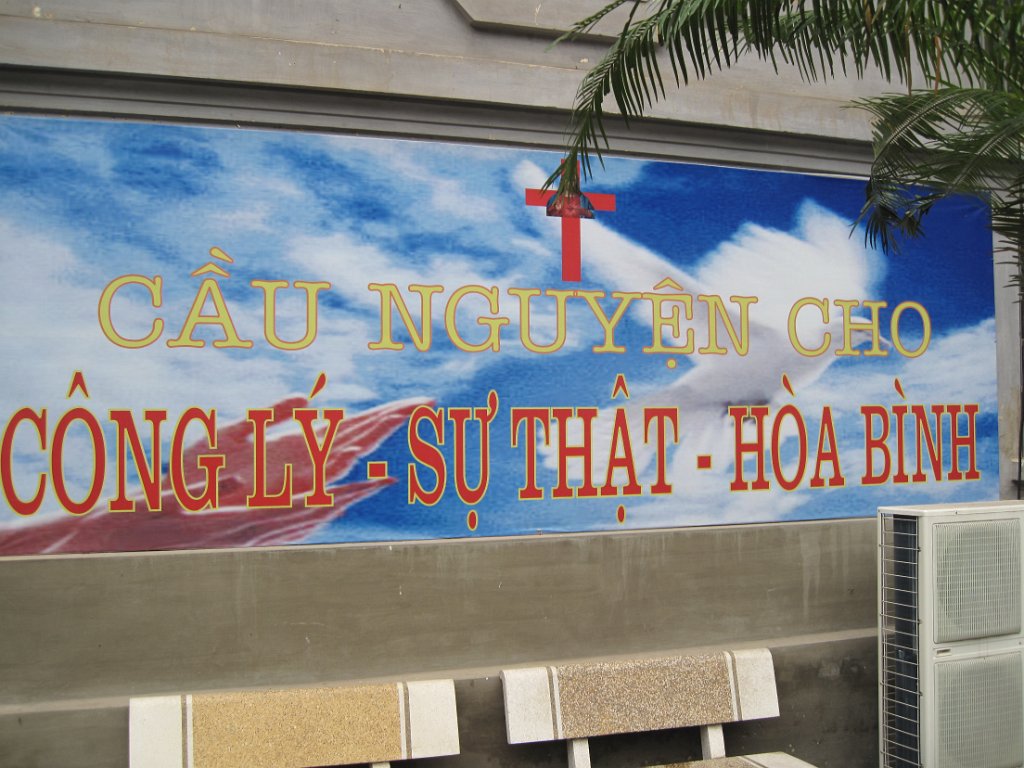 CẦU NGUYỆN CHO
CÔNG LÝ - SỰ THẬT - HÒA BÌNH